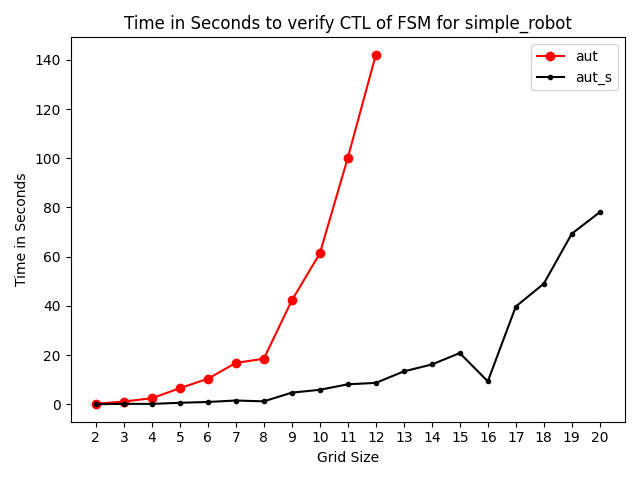 Time in Seconds to verify CTL of FSM for simple_robot
aut
aut_s
140
120
100
80
60
40
20
0
Time in Seconds
2 3 4 5 6 7 8 9 10 11 12 13 14 15 16 17 18 19 20
Grid Size